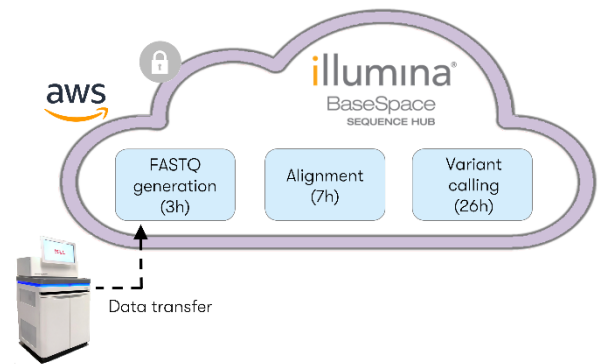 aws
illumina®
BaseSpace
SEQUENCE HUB
FASTQ
generation
(3h)
Alignment
(7h)
Variant
calling
(26h)
Data transfer